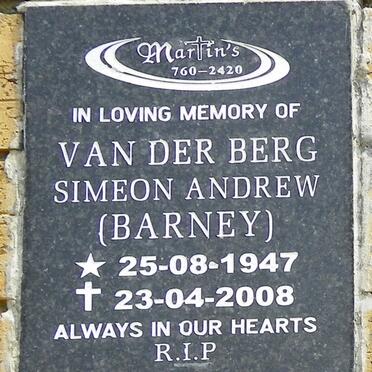 Martin's
760-2420
IN LOVING MEMORY OF
VAN DER BERG
SIMEON ANDREW
(BARNEY)
★ 25-08-1947
✝ 23-04-2008
ALWAYS IN OUR HEARTS
R.I.P